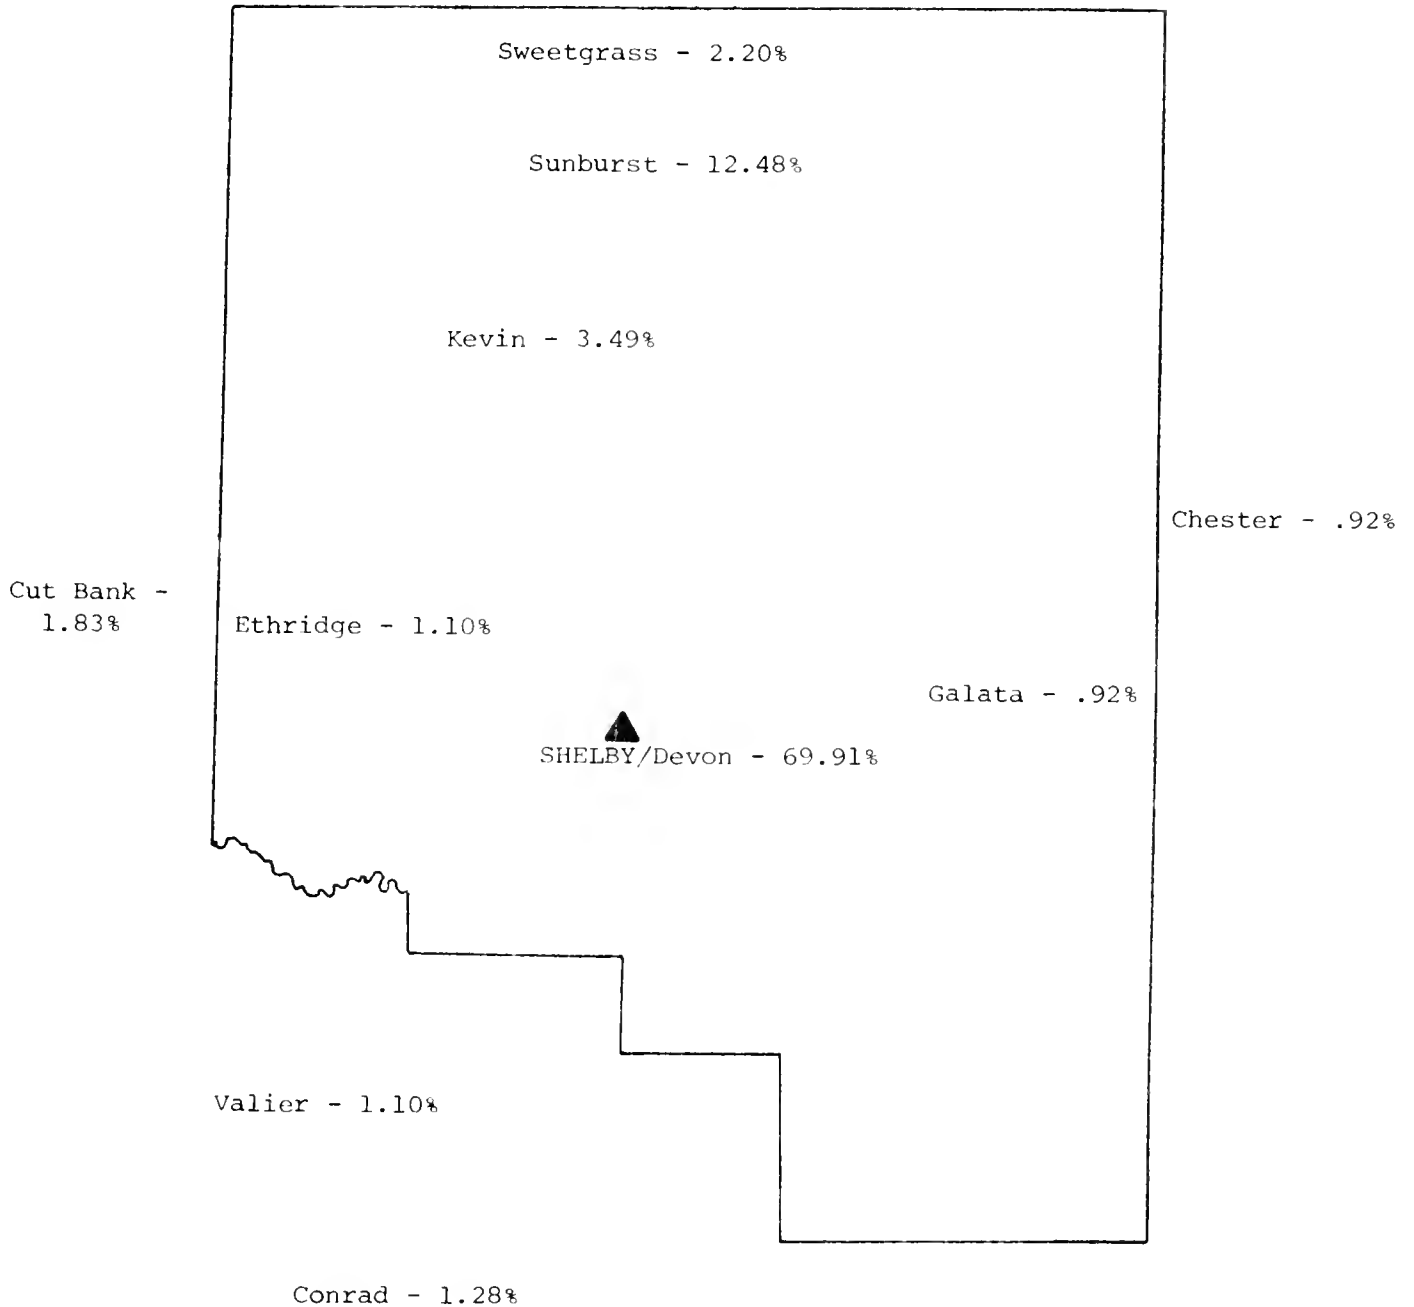 Sweetgrass - 2.20%
Sunburst - 12.48%
Kevin - 3.49%
Chester - .92%
Cut Bank -
1.83%
Ethridge - 1.10%
Galata - .92%
SHELBY/Devon - 69.91%
Valier - 1.10%
Conrad - 1.28%